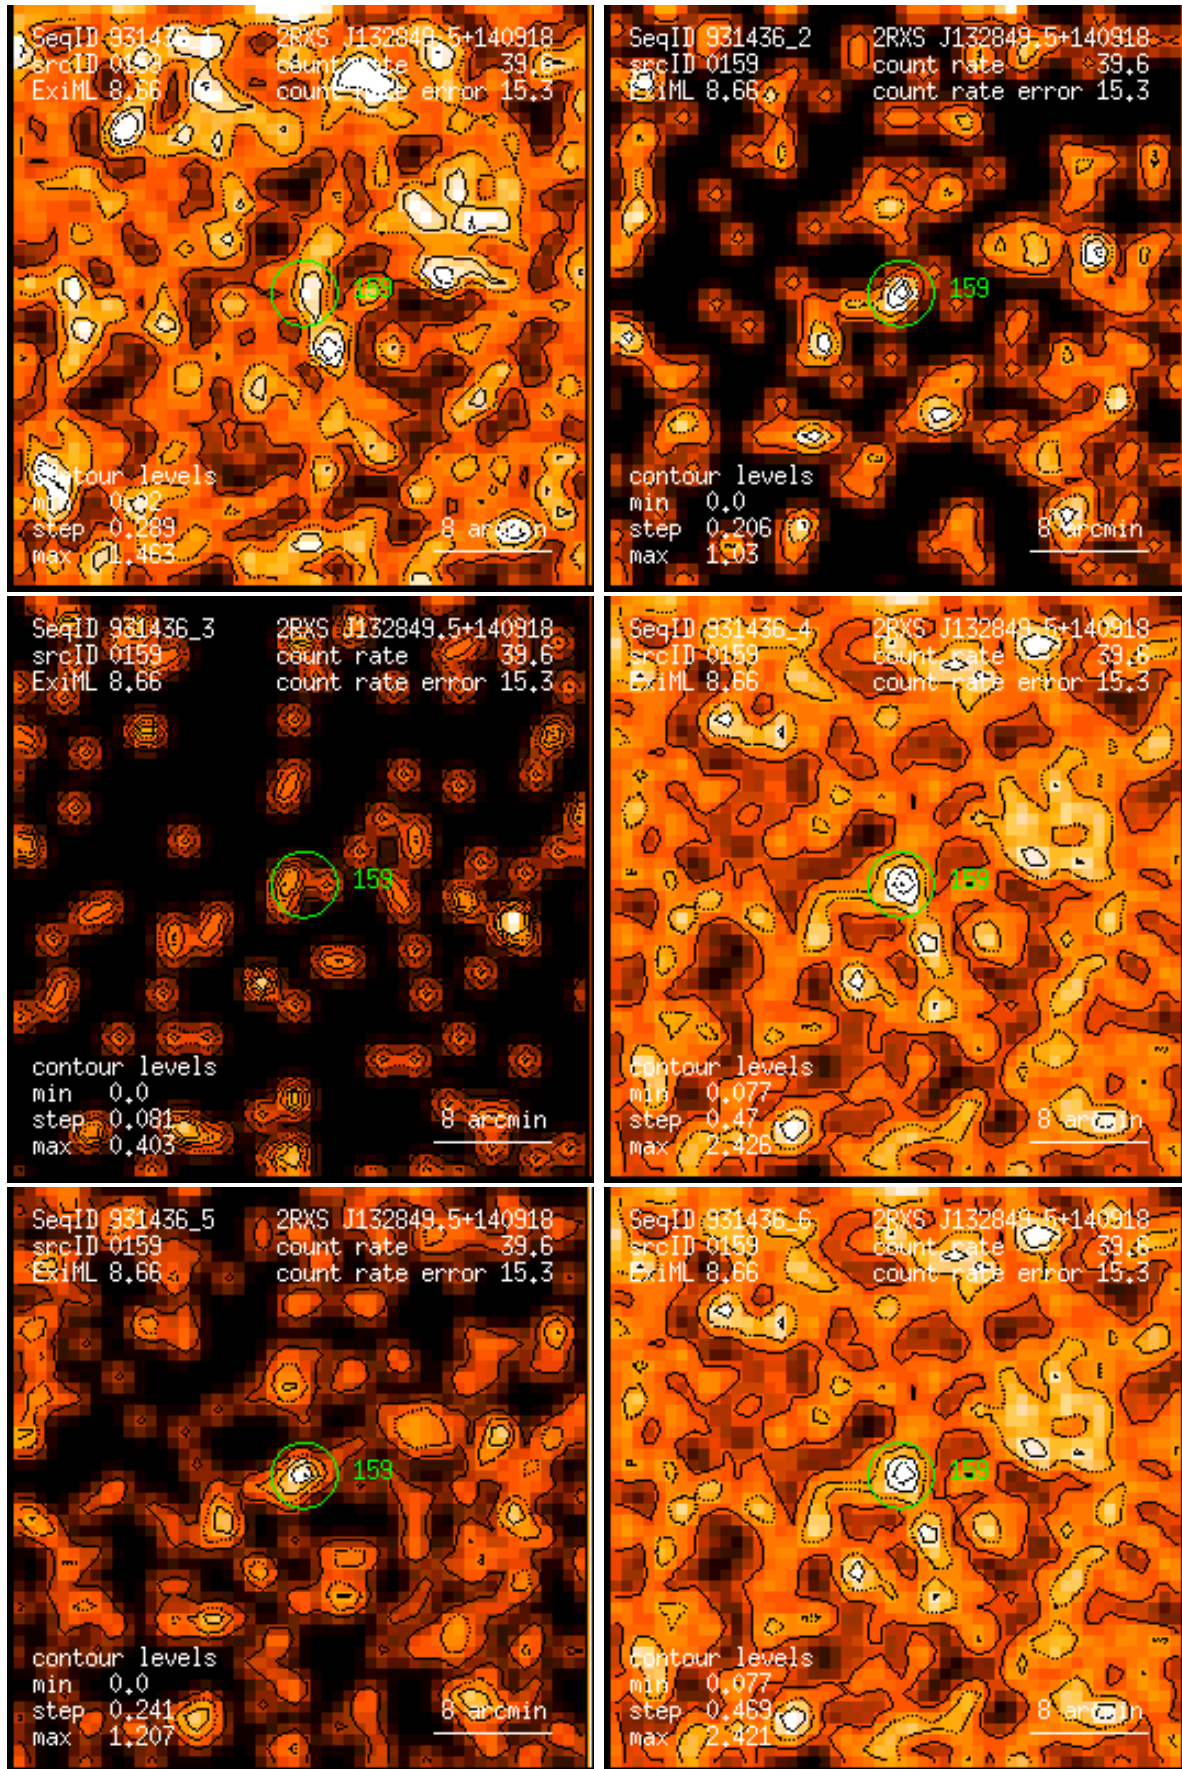 SeqID 931436_1 2RXS J132849.5+140918
srcID 0159 count rate 39.6
ExiML 8.66 count rate error 15.3
159
contour levels
min 0.02
step 0.289 8 arcmin
max 1.463
SeqID 931436_2 2RXS J132849.5+140918
srcID 0159 count rate 39.6
ExiML 8.66 count rate error 15.3
159
contour levels
min 0.0
step 0.206 8 arcmin
max 1.03
SeqID 931436_3 2RXS J132849.5+140918
srcID 0159 count rate 39.6
ExiML 8.66 count rate error 15.3
159
contour levels
min 0.0
step 0.081 8 arcmin
max 0.403
SeqID 931436_4 2RXS J132849.5+140918
srcID 0159 count rate 39.6
ExiML 8.66 count rate error 15.3
159
contour levels
min 0.077
step 0.47 8 arcmin
max 2.426
SeqID 931436_5 2RXS J132849.5+140918
srcID 0159 count rate 39.6
ExiML 8.66 count rate error 15.3
159
contour levels
min 0.0
step 0.241 8 arcmin
max 1.207
SeqID 931436_6 2RXS J132849.5+140918
srcID 0159 count rate 39.6
ExiML 8.66 count rate error 15.3
159
contour levels
min 0.077
step 0.469 8 arcmin
max 2.421